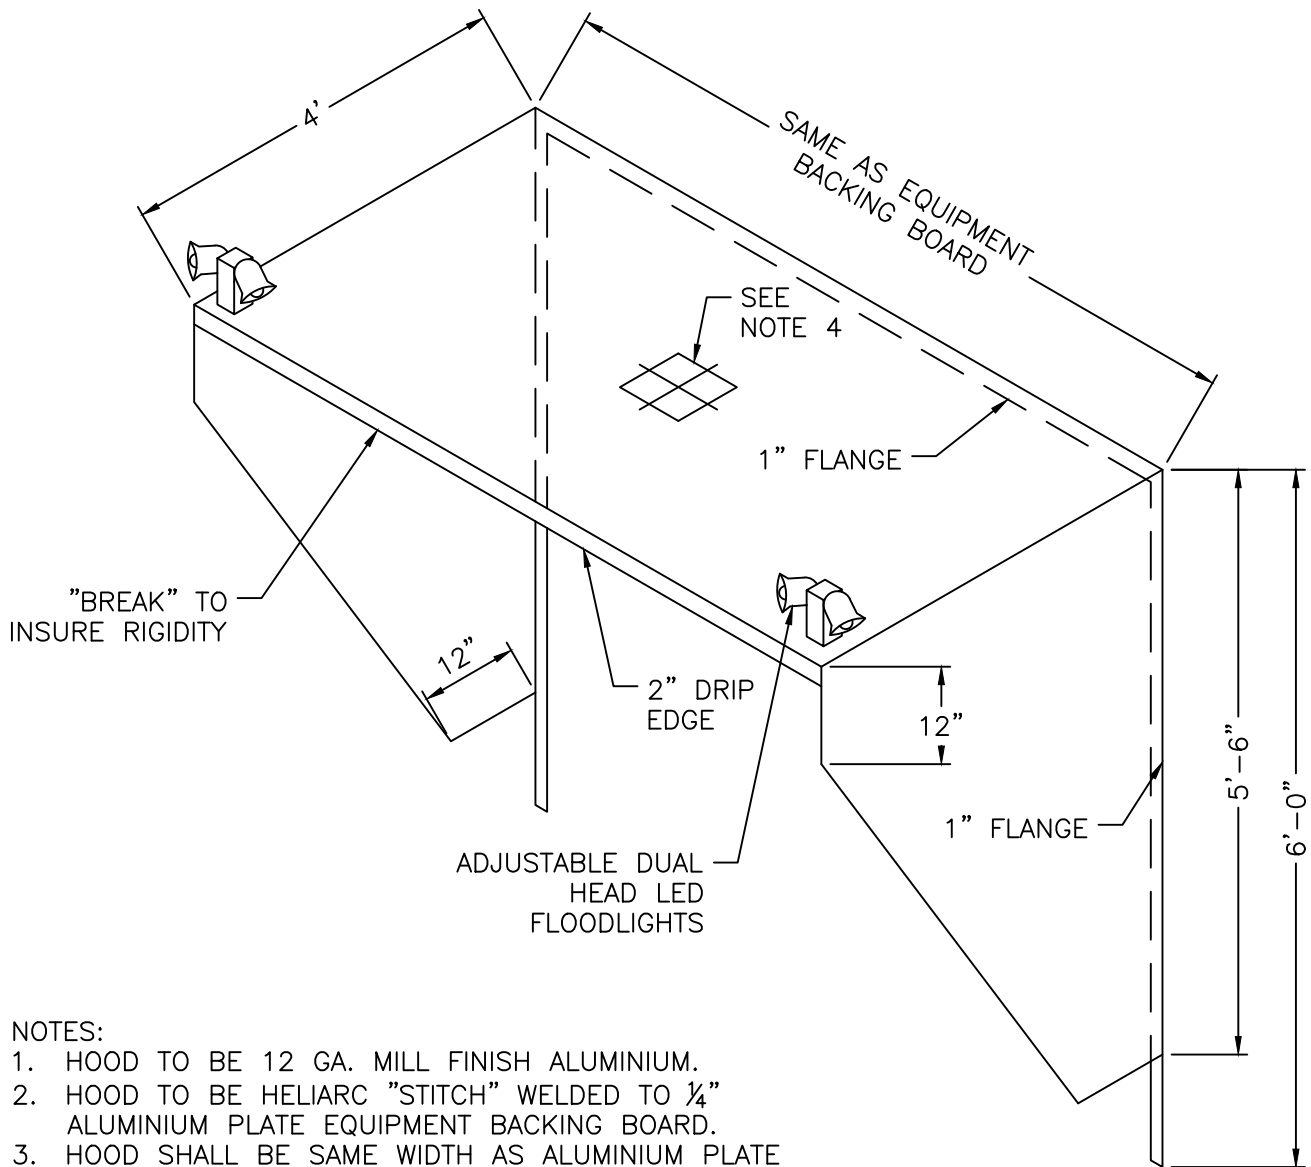 4'
SAME AS EQUIPMENT
BACKING BOARD
SEE
NOTE 4
1" FLANGE
"BREAK" TO
INSURE RIGIDITY
12"
2" DRIP
EDGE
12"
5'-6"
6'-0"
1" FLANGE
ADJUSTABLE DUAL
HEAD LED
FLOODLIGHTS
NOTES:
1. HOOD TO BE 12 GA. MILL FINISH ALUMINIUM.
2. HOOD TO BE HELIARC "STITCH" WELDED TO ¼"
ALUMINIUM PLATE EQUIPMENT BACKING BOARD.
3. HOOD SHALL BE SAME WIDTH AS ALUMINIUM PLATE